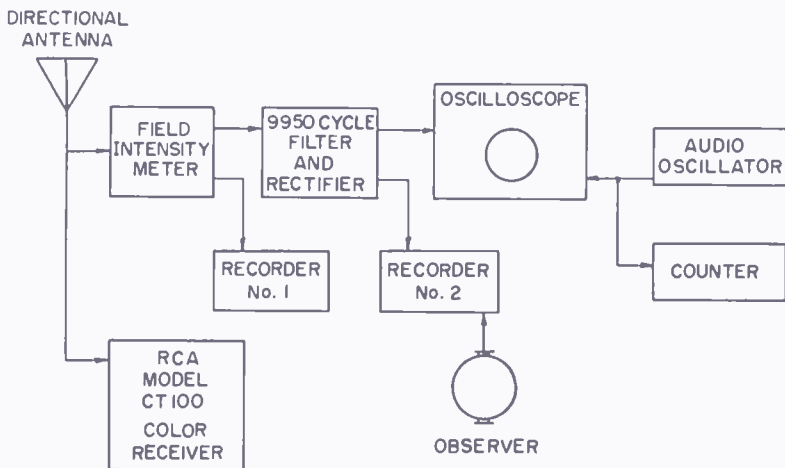 DIRECTIONAL
ANTENNA
FIELD
INTENSITY
METER
9950 CYCLE
FILTER
AND
RECTIFIER
OSCILLOSCOPE
AUDIO
OSCILLATOR
RECORDER
No. 1
RECORDER
No. 2
COUNTER
RCA
MODEL
CT100
COLOR
RECEIVER
OBSERVER